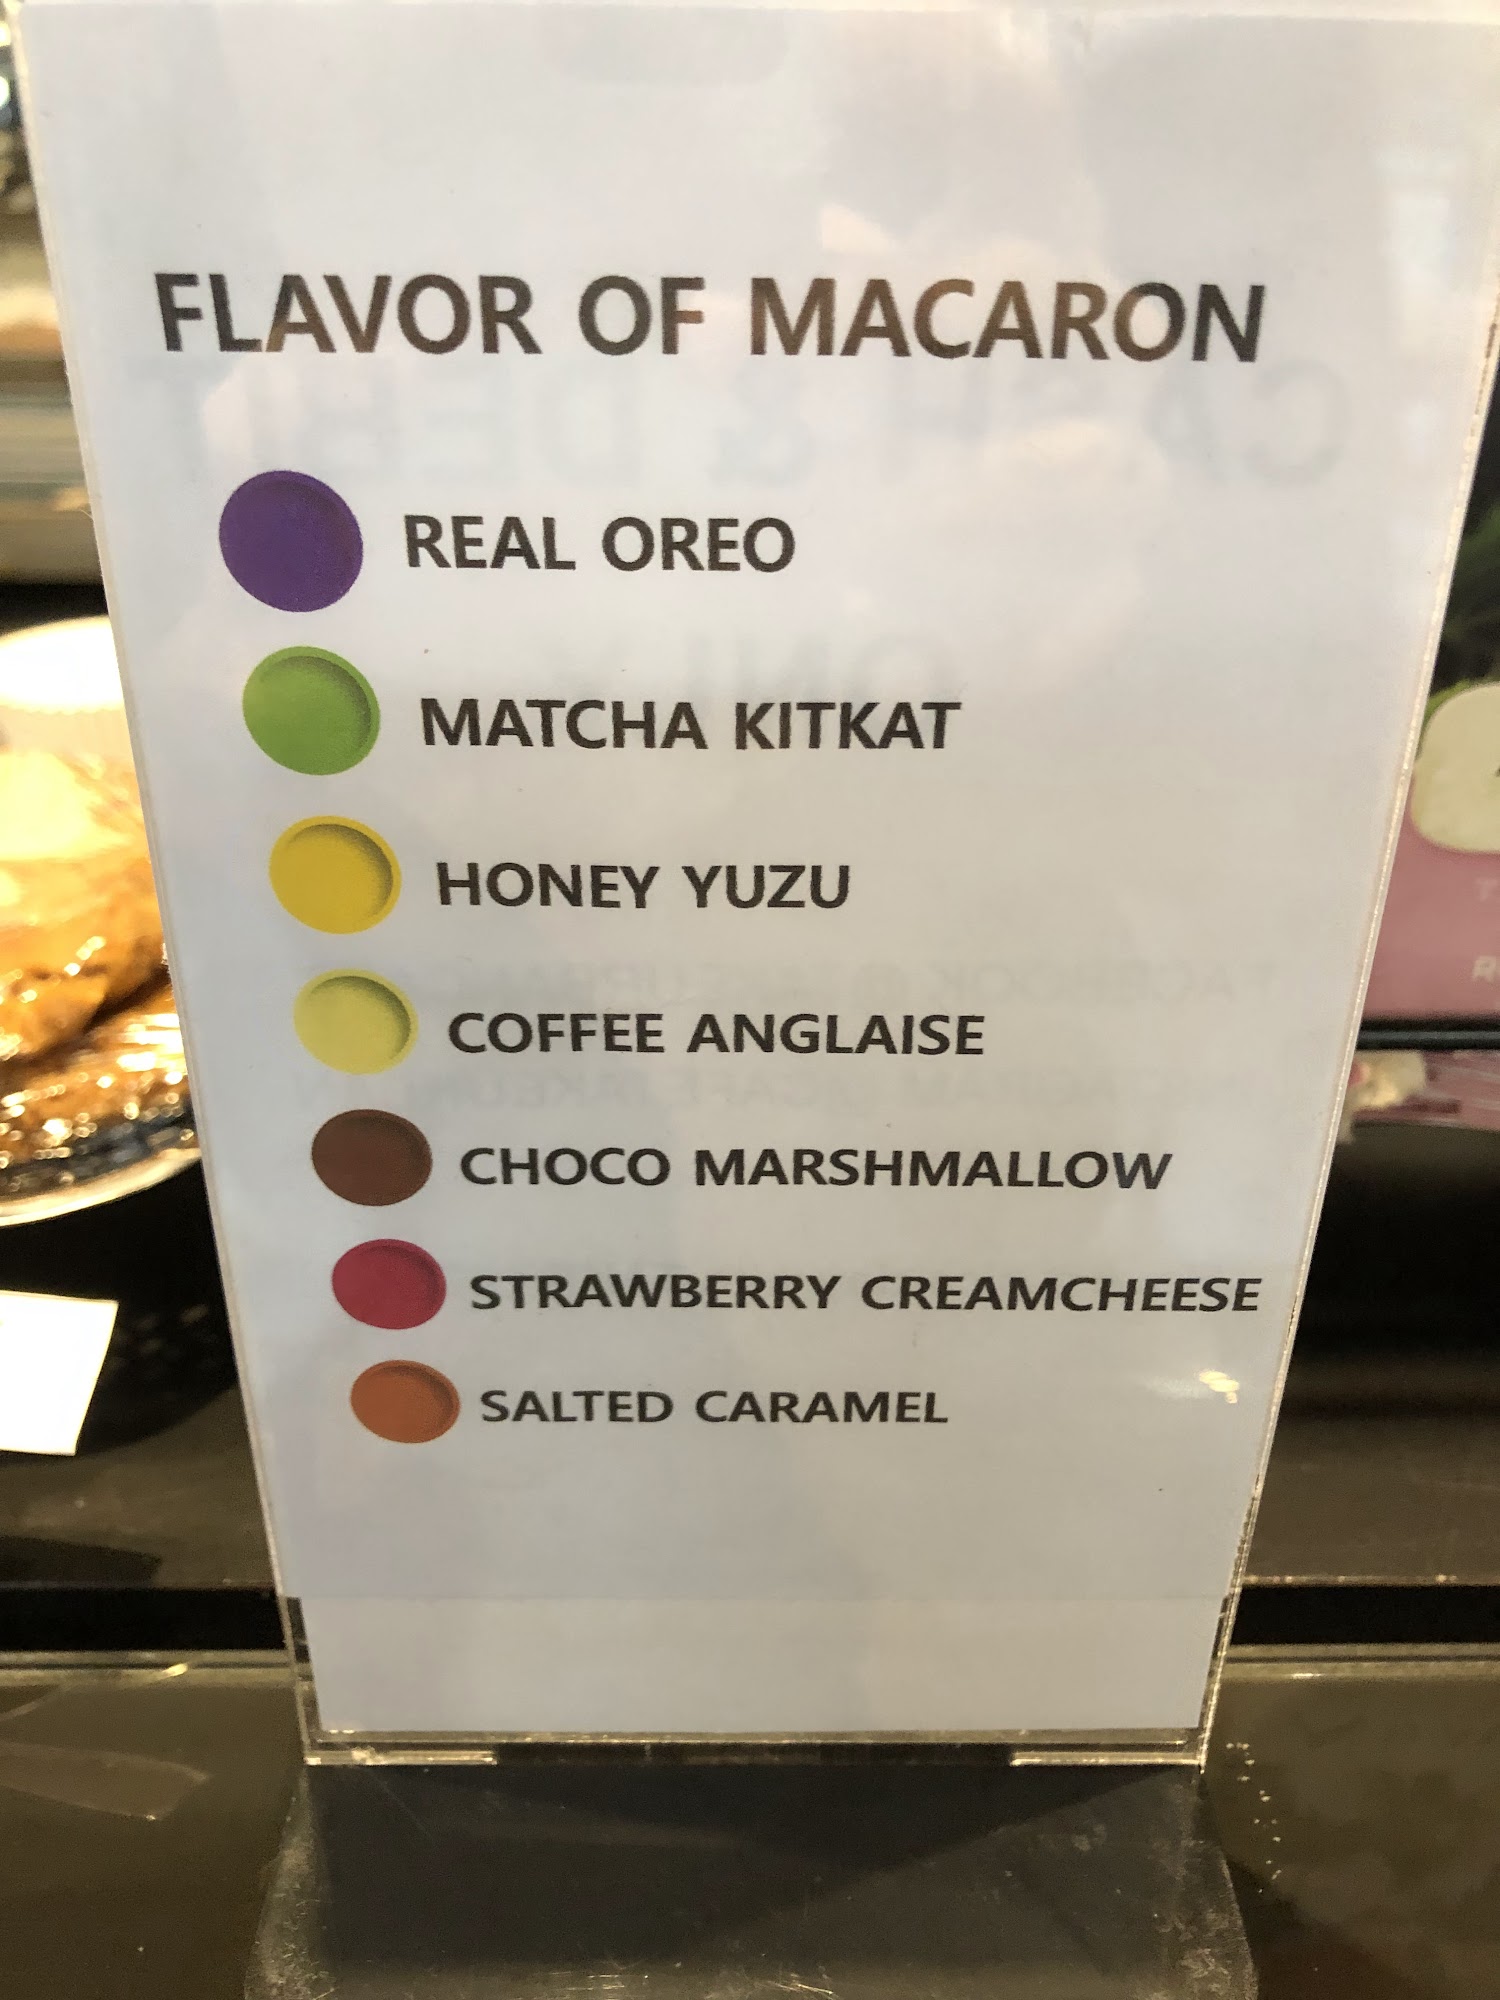 FLAVOR OF MACARON
REAL OREO
MATCHA KITKAT
HONEY YUZU
COFFEE ANGLAISE
CHOCO MARSHMALLOW
STRAWBERRY CREAMCHEESE
SALTED CARAMEL